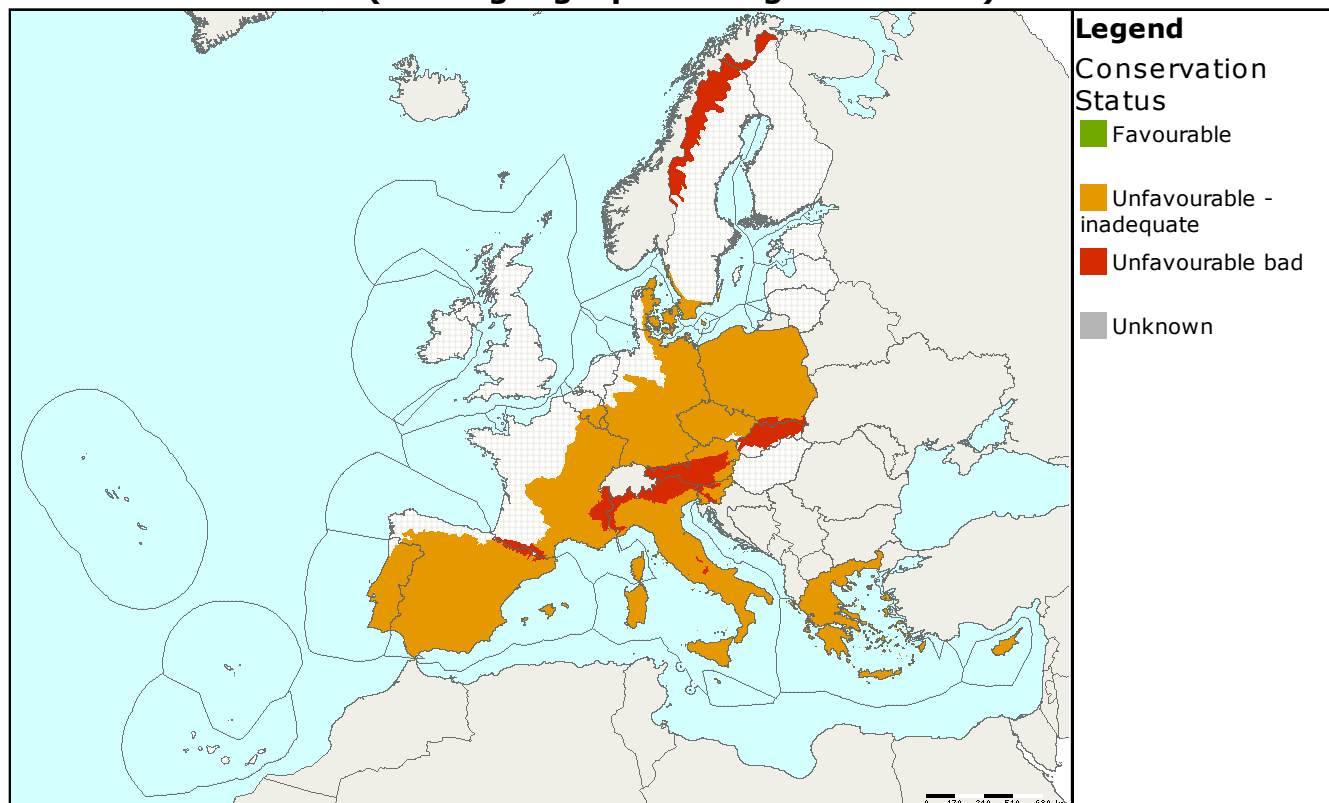 Legend
Conservation
Status
Favourable
Unfavourable -
inadequate
Unfavourable bad
Unknown